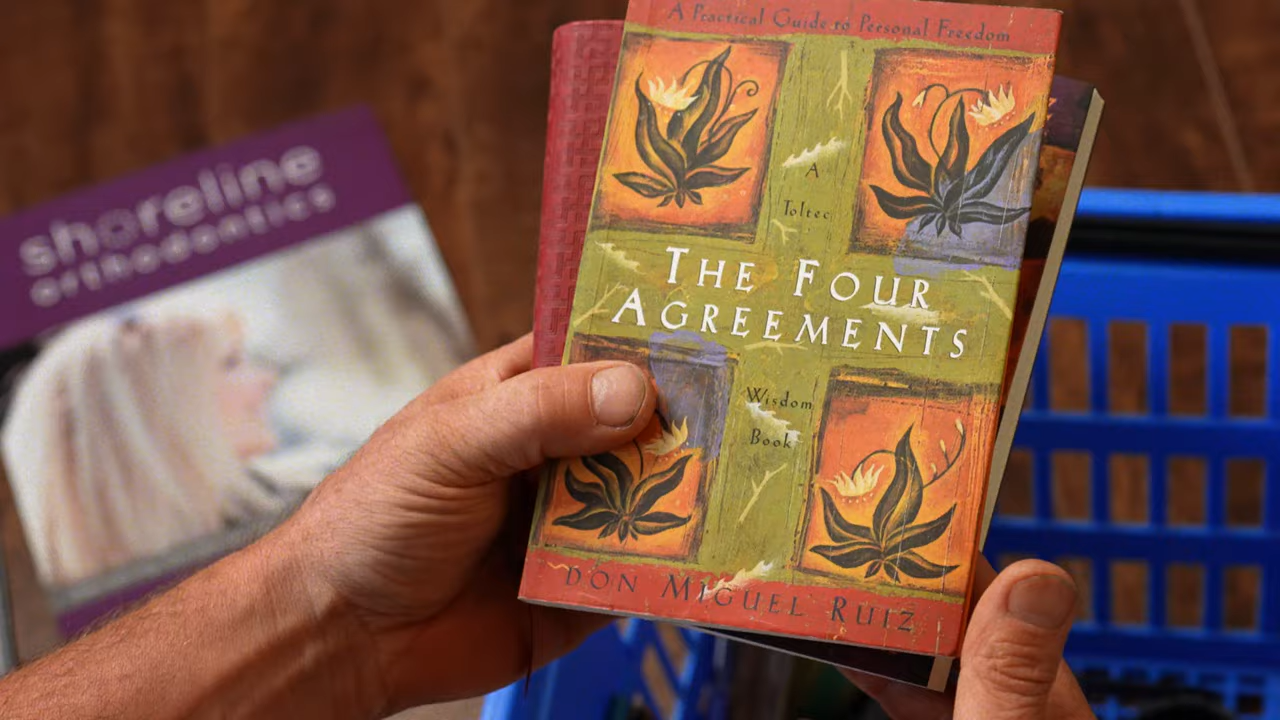 A Practical Guide to Personal Freedom
A
Toltec
THE FOUR
AGREEMENTS
Wisdom
Book
DON MIGUEL RUIZ
shoreline
orthodontics